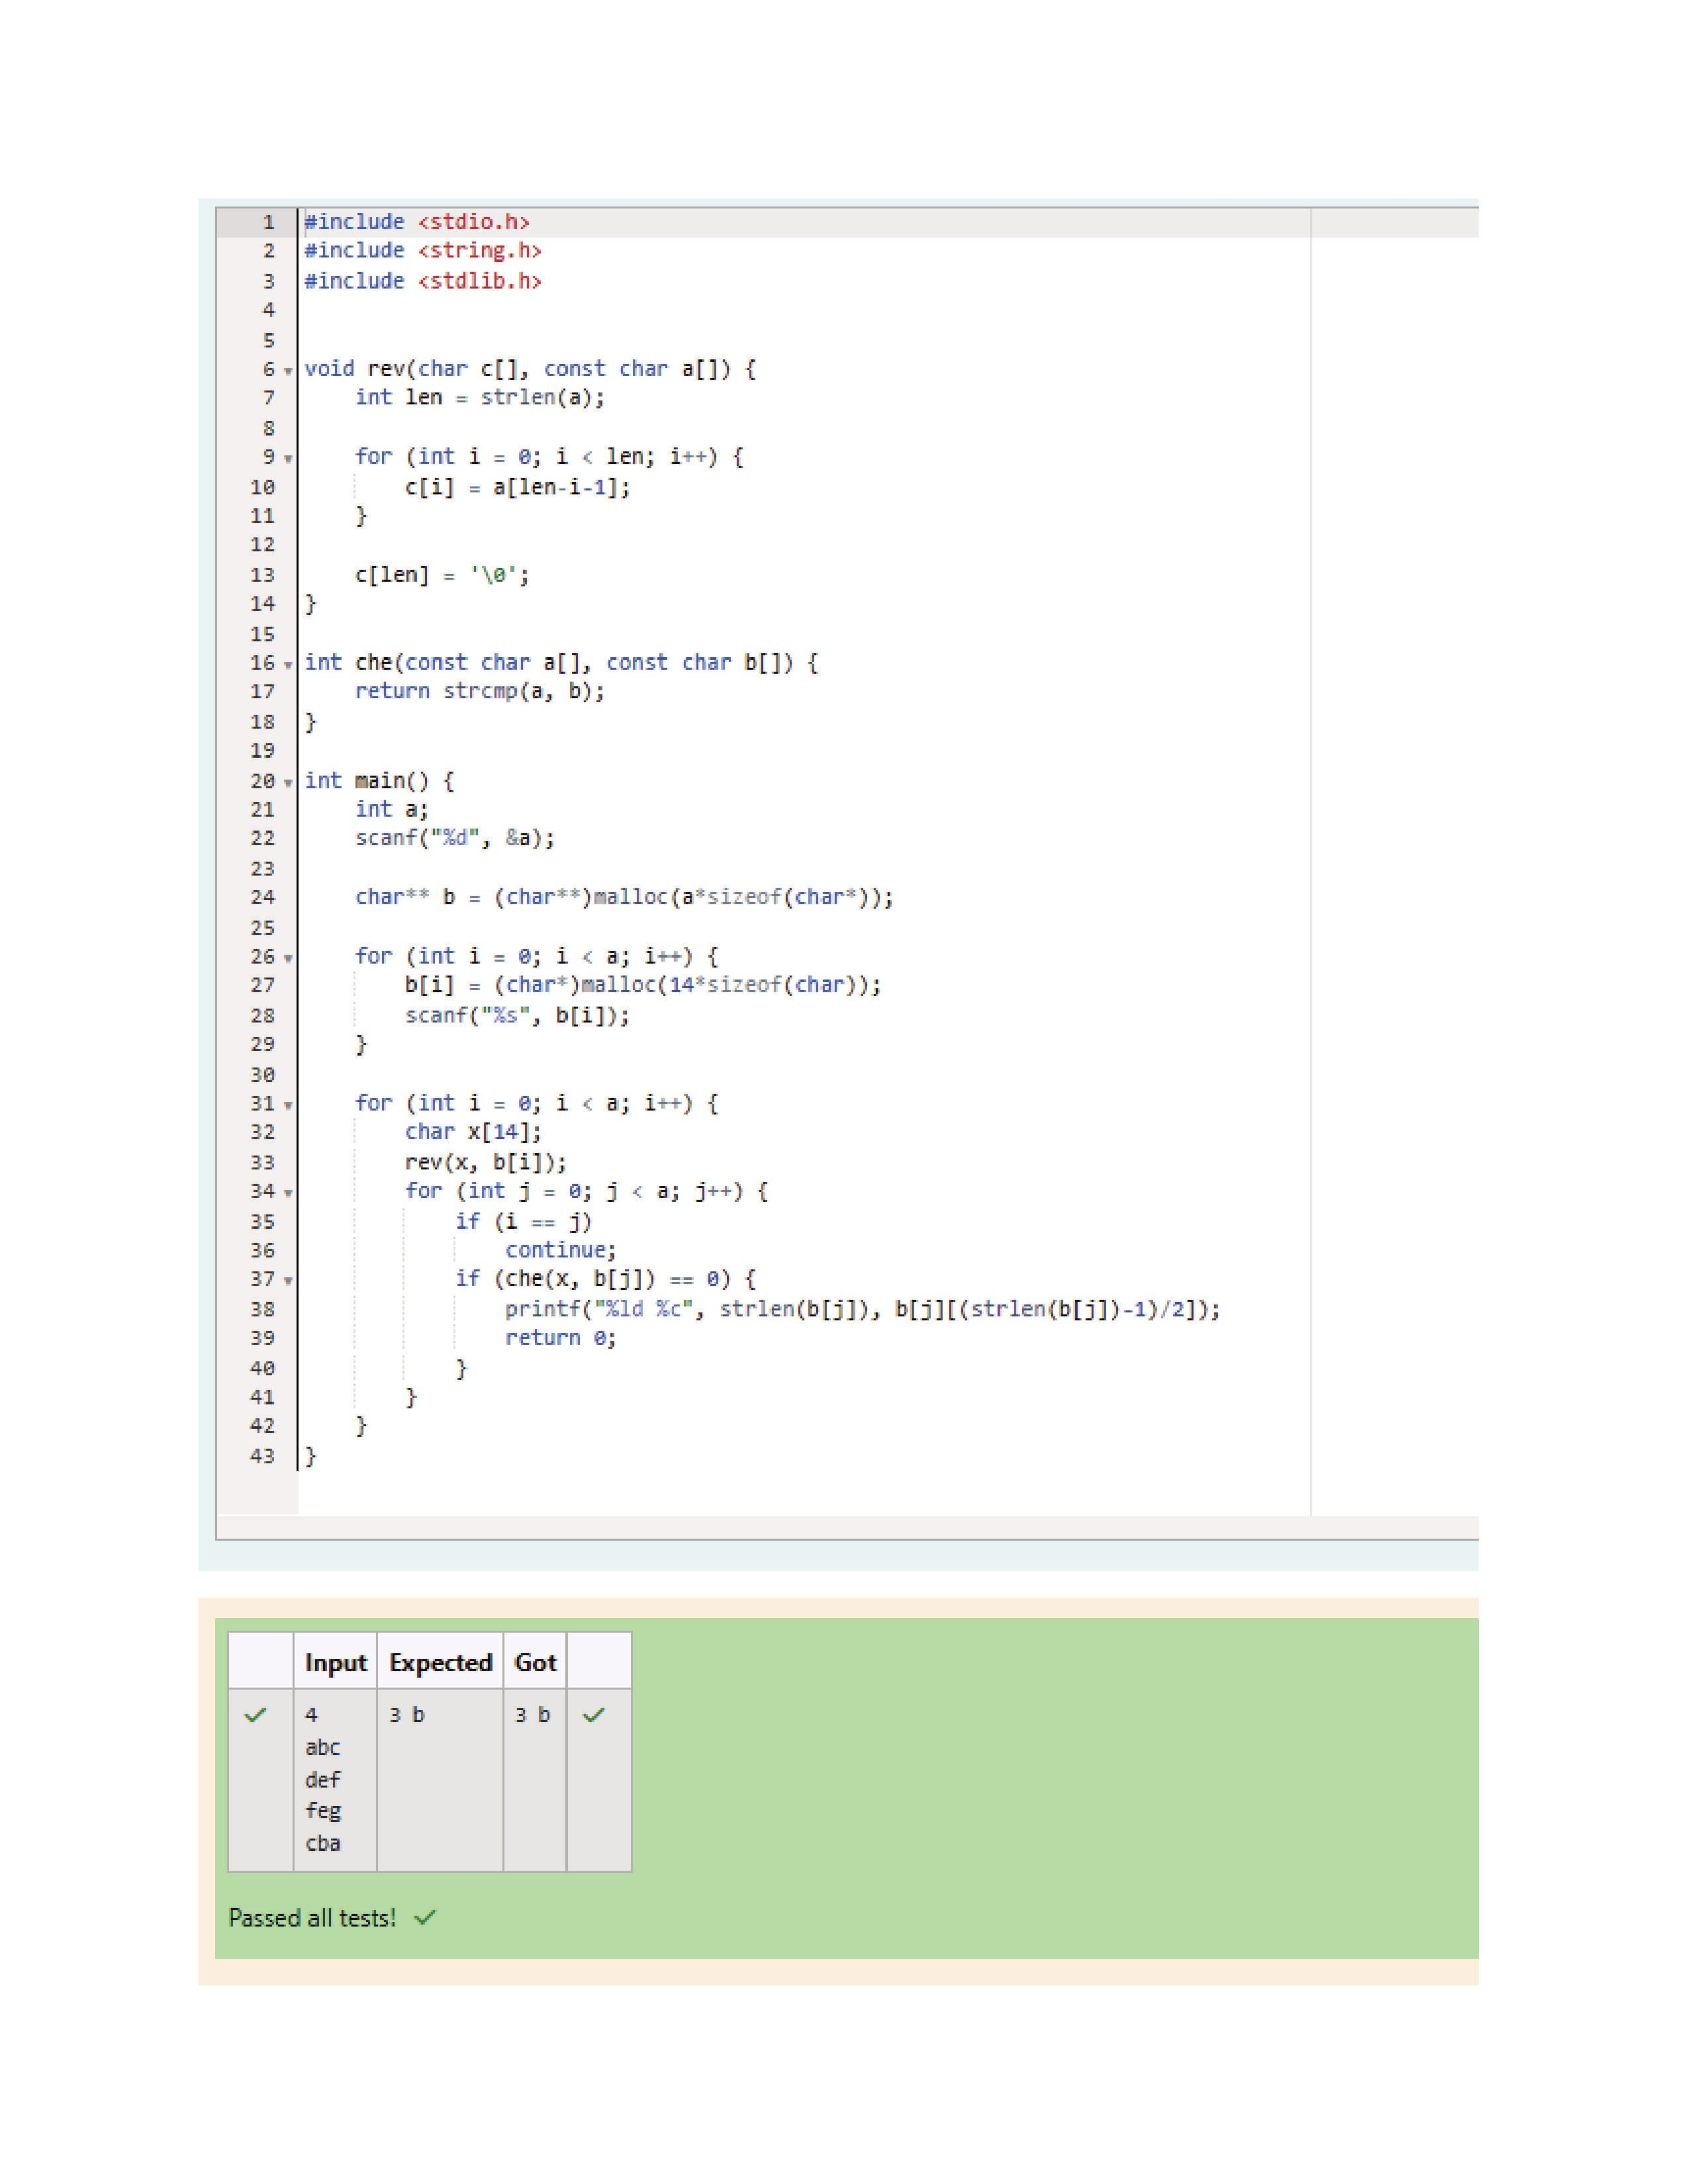 1 #include <stdio.h>
2 #include <string.h>
3 #include <stdlib.h>
4
5
6 void rev(char c[], const char a[]) {
7     int len = strlen(a);
8
9     for (int i = 0; i < len; i++) {
10         c[i] = a[len-i-1];
11     }
12
13     c[len] = '\0';
14 }
15
16 int che(const char a[], const char b[]) {
17     return strcmp(a, b);
18 }
19
20 int main() {
21     int a;
22     scanf("%d", &a);
23
24     char** b = (char**)malloc(a*sizeof(char*));
25
26     for (int i = 0; i < a; i++) {
27         b[i] = (char*)malloc(14*sizeof(char));
28         scanf("%s", b[i]);
29     }
30
31     for (int i = 0; i < a; i++) {
32         char x[14];
33         rev(x, b[i]);
34         for (int j = 0; j < a; j++) {
35             if (i == j)
36                 continue;
37             if (che(x, b[j]) == 0) {
38                 printf("%ld %c", strlen(b[j]), b[j][(strlen(b[j])-1)/2]);
39                 return 0;
40             }
41         }
42     }
43 }
Input Expected Got
4 3 b 3 b
abc
def
feg
cba
Passed all tests!